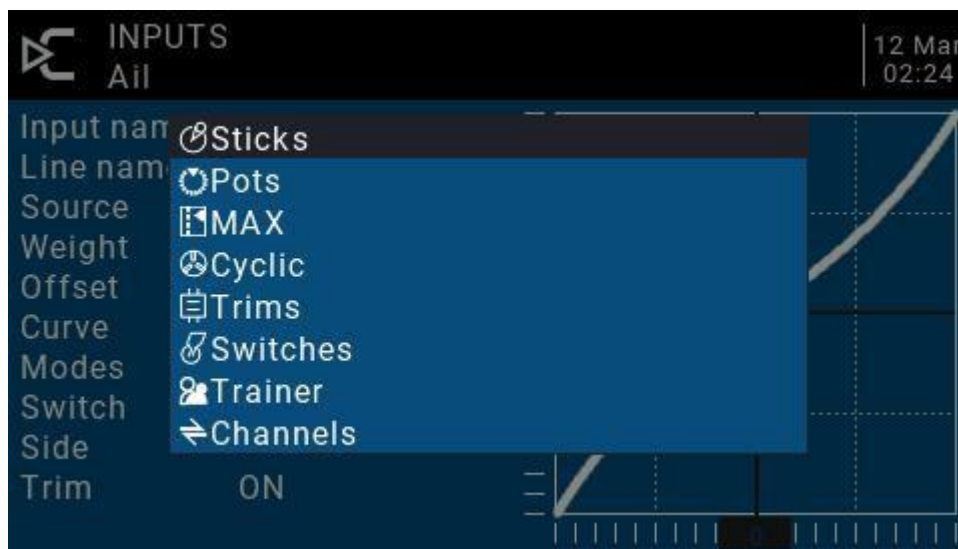 INPUTS
Ail
12 Mar
02:24
Input nam
Line nam
Source
Weight
Offset
Curve
Modes
Switch
Side
Trim ON
Sticks
Pots
MAX
Cyclic
Trims
Switches
Trainer
Channels
0